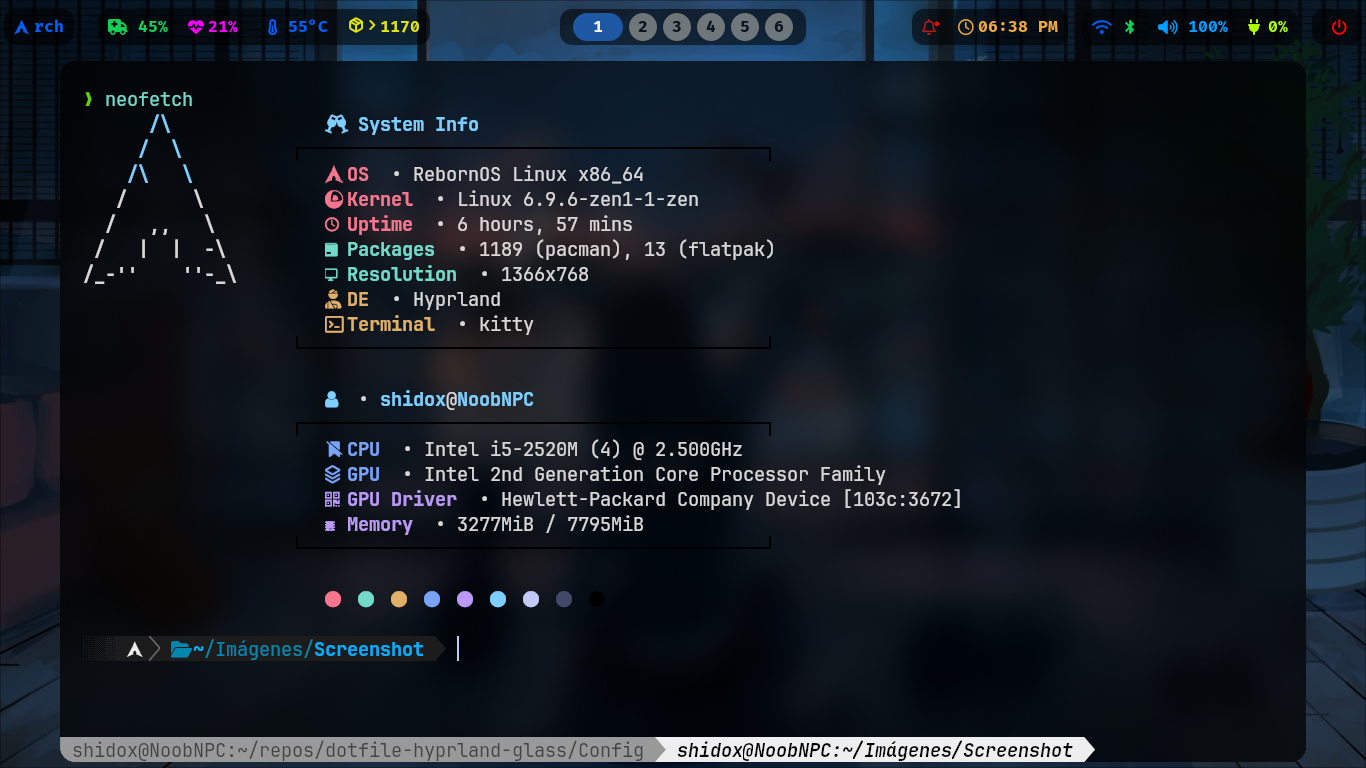 rch 45% 21% 55°C 1170 1 2 3 4 5 6 06:38 PM 100% 0%
❯ neofetch
System Info
OS • RebornOS Linux x86_64
Kernel • Linux 6.9.6-zen1-1-zen
Uptime • 6 hours, 57 mins
Packages • 1189 (pacman), 13 (flatpak)
Resolution • 1366x768
DE • Hyprland
Terminal • kitty
• shidox@NoobNPC
CPU • Intel i5-2520M (4) @ 2.500GHz
GPU • Intel 2nd Generation Core Processor Family
GPU Driver • Hewlett-Packard Company Device [103c:3672]
Memory • 3277MiB / 7795MiB
~/Imágenes/Screenshot
shidox@NoobNPC:~/repos/dotfile-hyprland-glass/Config shidox@NoobNPC:~/Imágenes/Screenshot